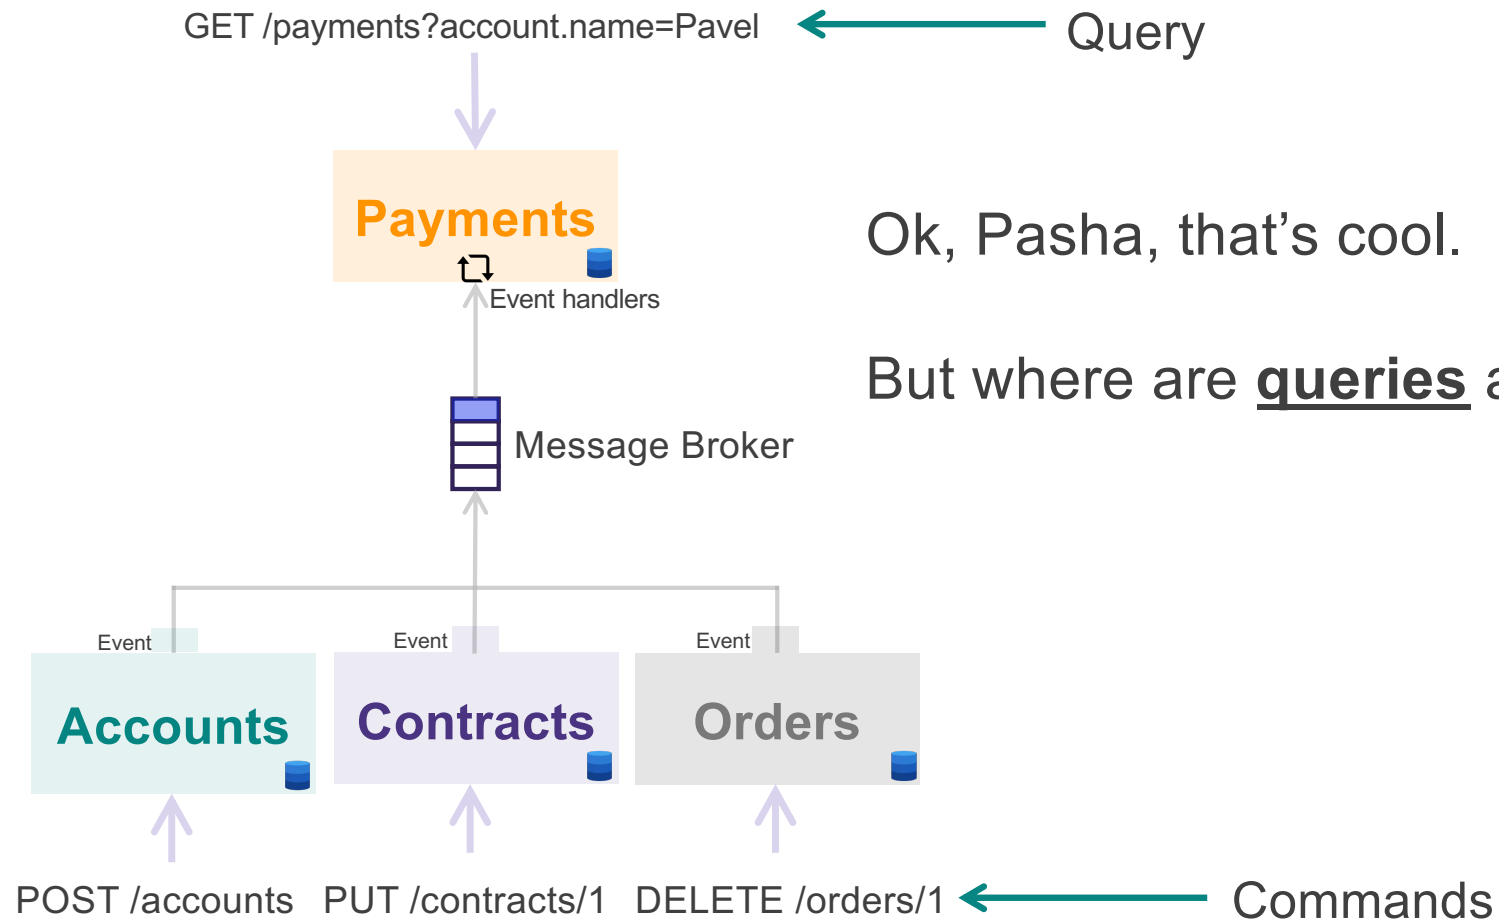 GET /payments?account.name=Pavel
Query
Payments
Ok, Pasha, that’s cool.
Event handlers
But where are queries a
Message Broker
Event
Event
Event
Accounts
Contracts
Orders
POST /accounts
PUT /contracts/1
DELETE /orders/1
Commands